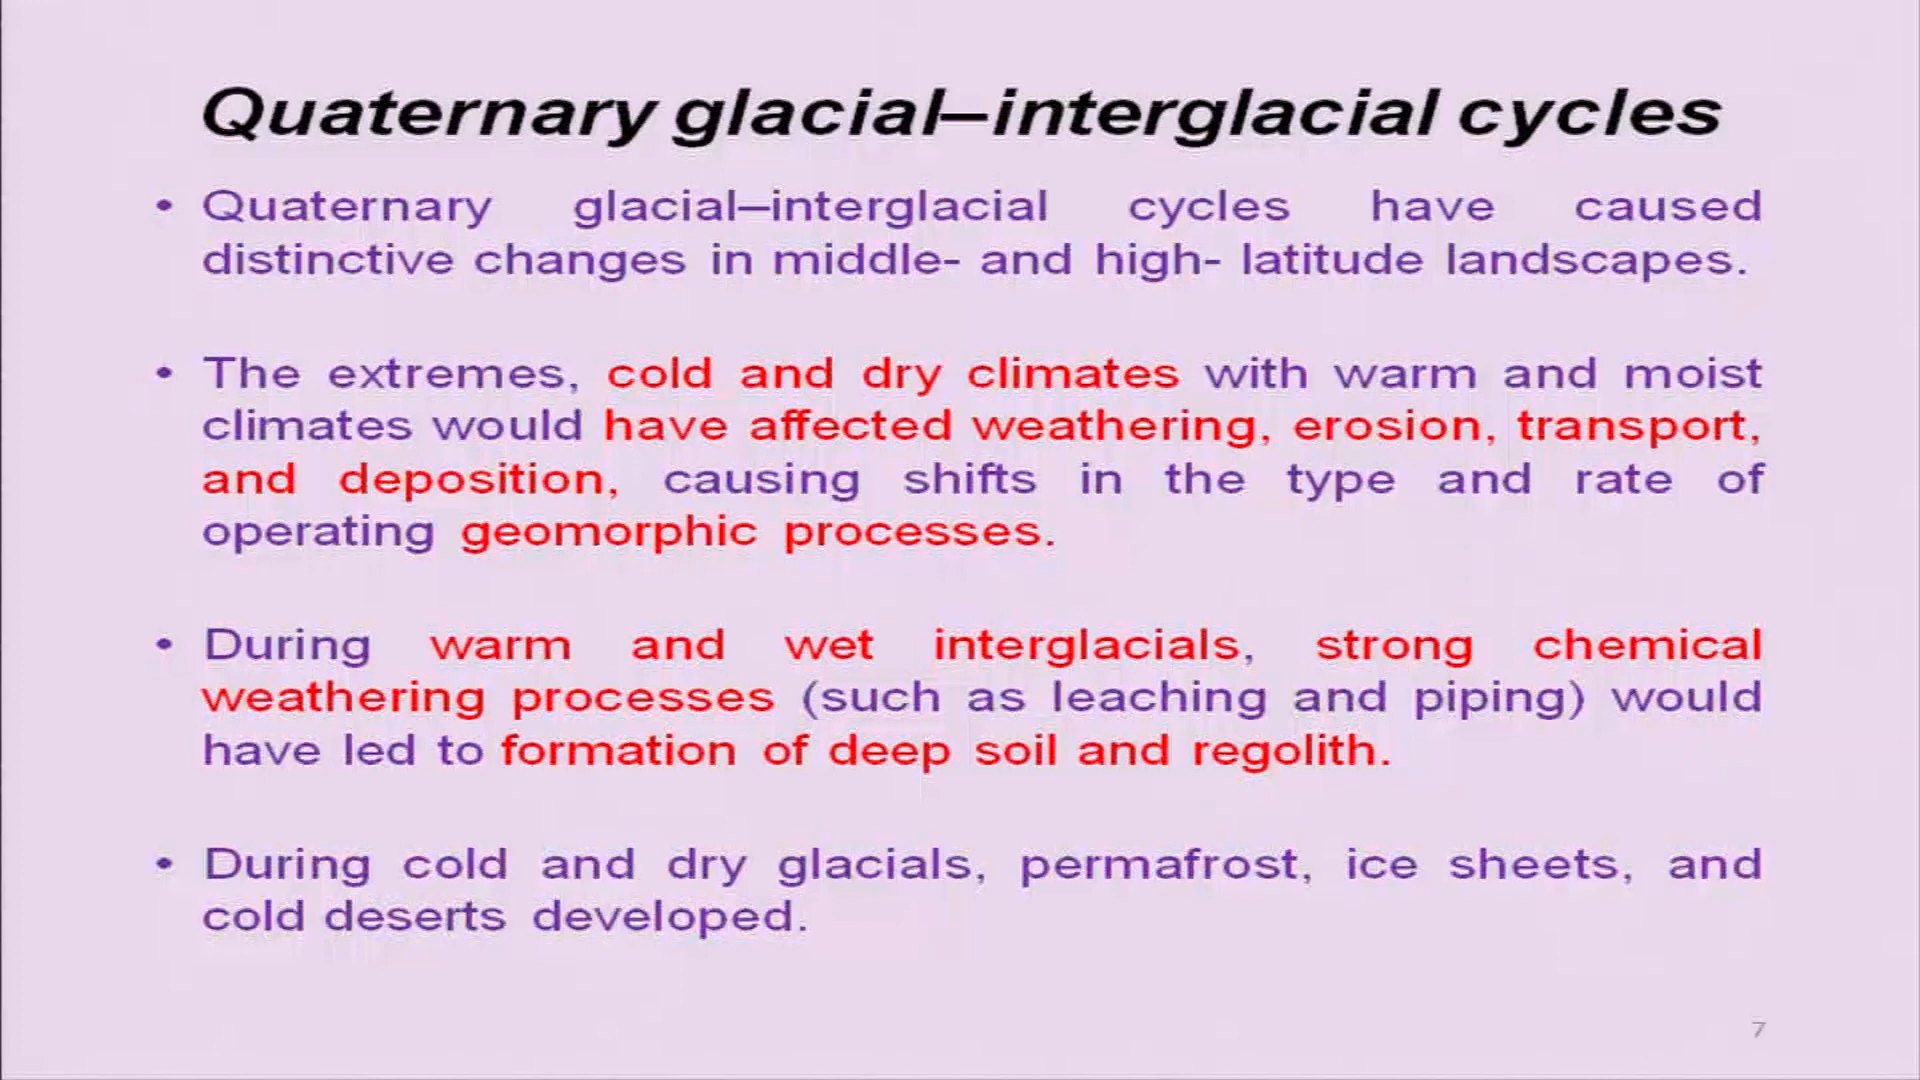 Quaternary glacial–interglacial cycles
• Quaternary glacial–interglacial cycles have caused
distinctive changes in middle- and high- latitude landscapes.
• The extremes, cold and dry climates with warm and moist
climates would have affected weathering, erosion, transport,
and deposition, causing shifts in the type and rate of
operating geomorphic processes.
• During warm and wet interglacials, strong chemical
weathering processes (such as leaching and piping) would
have led to formation of deep soil and regolith.
• During cold and dry glacials, permafrost, ice sheets, and
cold deserts developed.
7